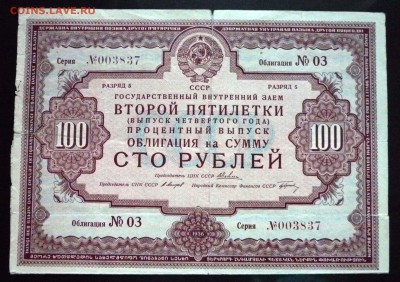 COINS.LAVE.RU
Серия №003837
Облигация № 03
РАЗРЯД 5
СССР
РАЗРЯД 5
ГОСУДАРСТВЕННЫЙ ВНУТРЕННИЙ ЗАЕМ
ВТОРОЙ ПЯТИЛЕТКИ
(ВЫПУСК ЧЕТВЕРТОГО ГОДА)
ПРОЦЕНТНЫЙ ВЫПУСК
ОБЛИГАЦИЯ на СУММУ
100 СТО РУБЛЕЙ 100
Председатель ЦИК СССР
Председатель СНК СССР
Народный Комиссар Финансов СССР
Облигация № 03
1936
Серия №003837